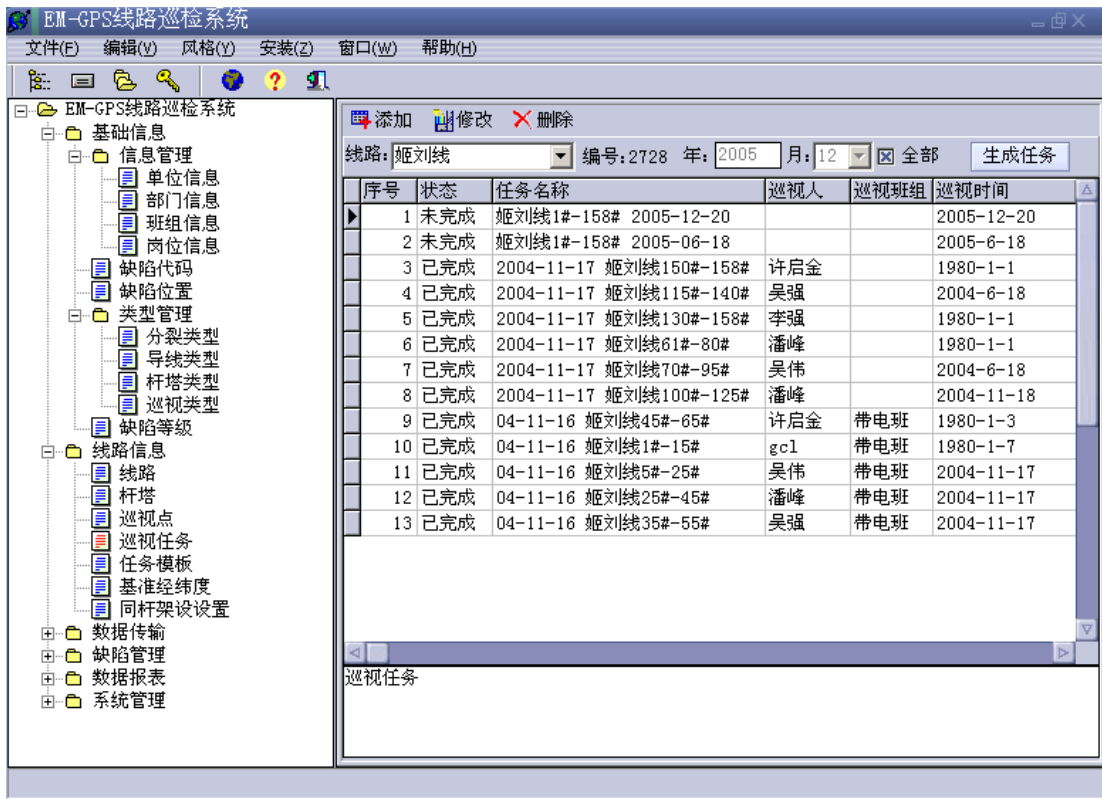 EM-GPS线路巡检系统
文件(F) 编辑(V) 风格(Y) 安装(Z) 窗口(W) 帮助(H)
EM-GPS线路巡检系统
基础信息
信息管理
单位信息
部门信息
班组信息
岗位信息
缺陷代码
缺陷位置
类型管理
分裂类型
导线类型
杆塔类型
巡视类型
缺陷等级
线路信息
线路
杆塔
巡视点
巡视任务
任务模板
基准经纬度
同杆架设设置
数据传输
缺陷管理
数据报表
系统管理
添加 修改 删除
线路: 姬刘线 编号:2728 年: 2005 月: 12 全部 生成任务
序号 状态 任务名称 巡视人 巡视班组 巡视时间
1 未完成 姬刘线1#-158# 2005-12-20 2005-12-20
2 未完成 姬刘线1#-158# 2005-06-18 2005-6-18
3 已完成 2004-11-17 姬刘线150#-158# 许启金 1980-1-1
4 已完成 2004-11-17 姬刘线115#-140# 吴强 2004-6-18
5 已完成 2004-11-17 姬刘线130#-158# 李强 1980-1-1
6 已完成 2004-11-17 姬刘线61#-80# 潘峰 1980-1-1
7 已完成 2004-11-17 姬刘线70#-95# 吴伟 2004-6-18
8 已完成 2004-11-17 姬刘线100#-125# 潘峰 2004-11-18
9 已完成 04-11-16 姬刘线45#-65# 许启金 带电班 1980-1-3
10 已完成 04-11-16 姬刘线1#-15# gcl 带电班 1980-1-7
11 已完成 04-11-16 姬刘线5#-25# 吴伟 带电班 2004-11-17
12 已完成 04-11-16 姬刘线25#-45# 潘峰 带电班 2004-11-17
13 已完成 04-11-16 姬刘线35#-55# 吴强 带电班 2004-11-17
巡视任务